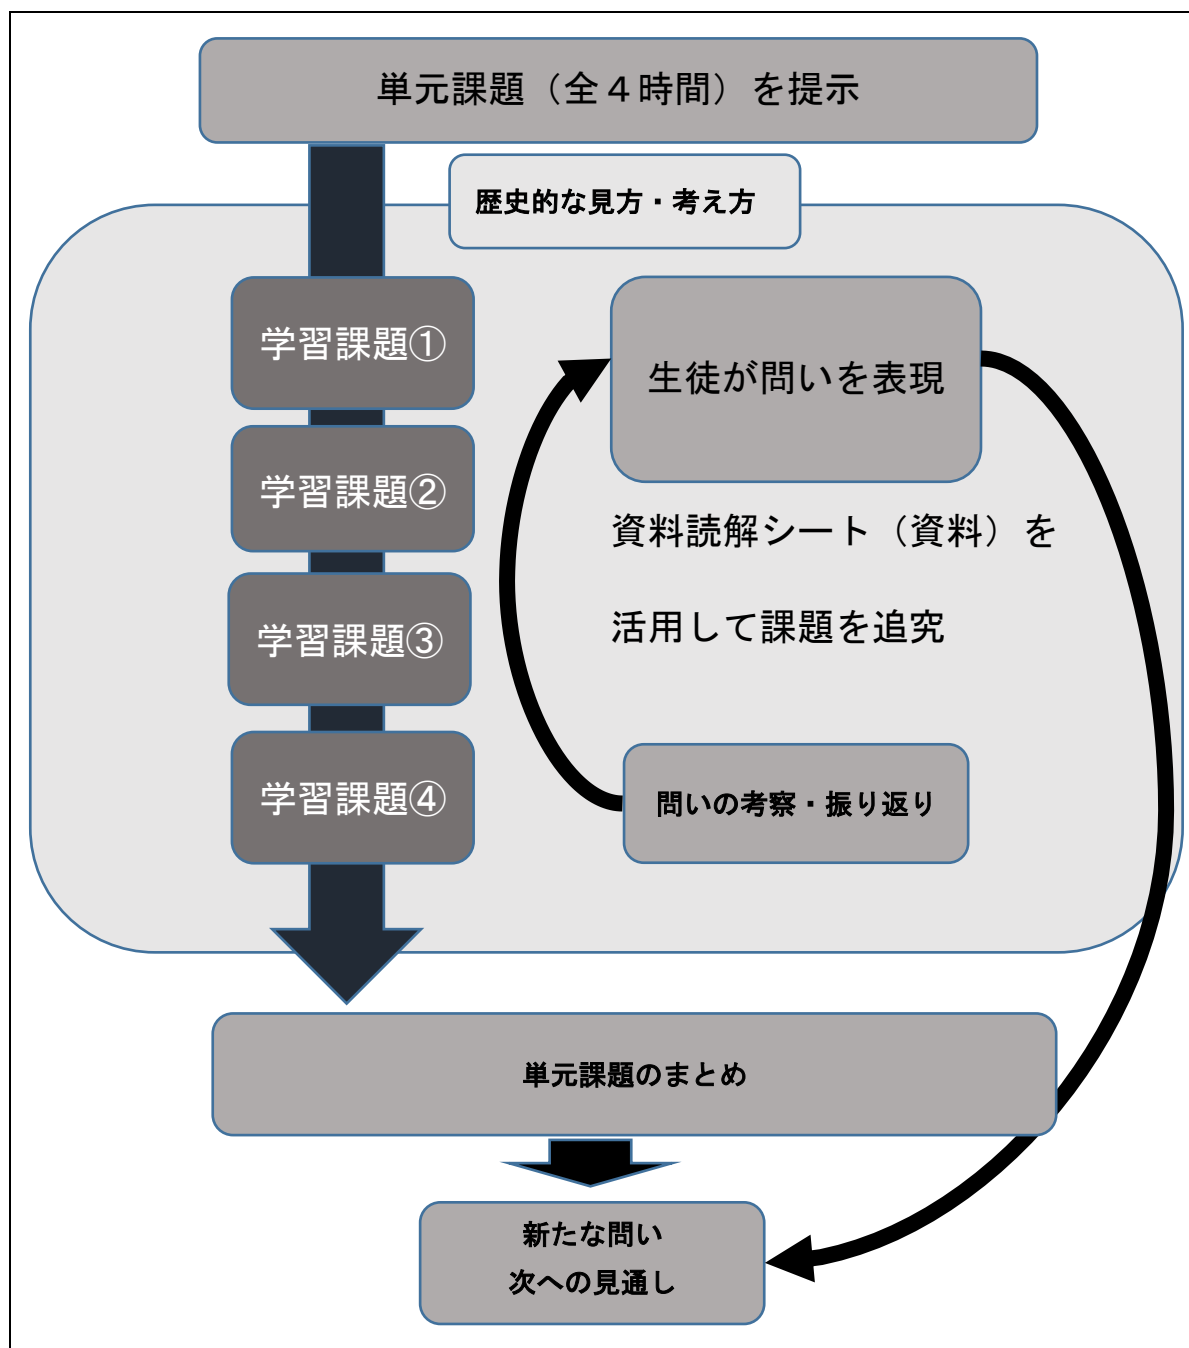 単元課題（全４時間）を提示
歴史的な見方・考え方
学習課題①
学習課題②
学習課題③
学習課題④
生徒が問いを表現
資料読解シート（資料）を
活用して課題を追究
問いの考察・振り返り
単元課題のまとめ
新たな問い
次への見通し